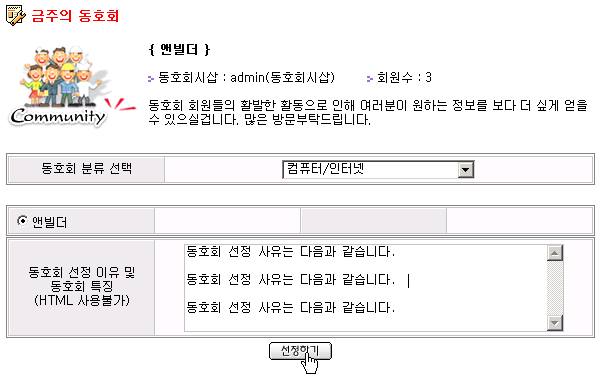 금주의 동호회
{ 앤빌더 }
동호회시삽 : admin(동호회시삽) 회원수 : 3
Community
동호회 회원들의 활발한 활동으로 인해 여러분이 원하는 정보를 보다 더 싶게 얻을
수 있으실겁니다. 많은 방문부탁드립니다.
동호회 분류 선택 컴퓨터/인터넷
앤빌더
동호회 선정 이유 및
동호회 특징
(HTML 사용불가)
동호회 선정 사유는 다음과 같습니다.
동호회 선정 사유는 다음과 같습니다.
동호회 선정 사유는 다음과 같습니다.
선정하기